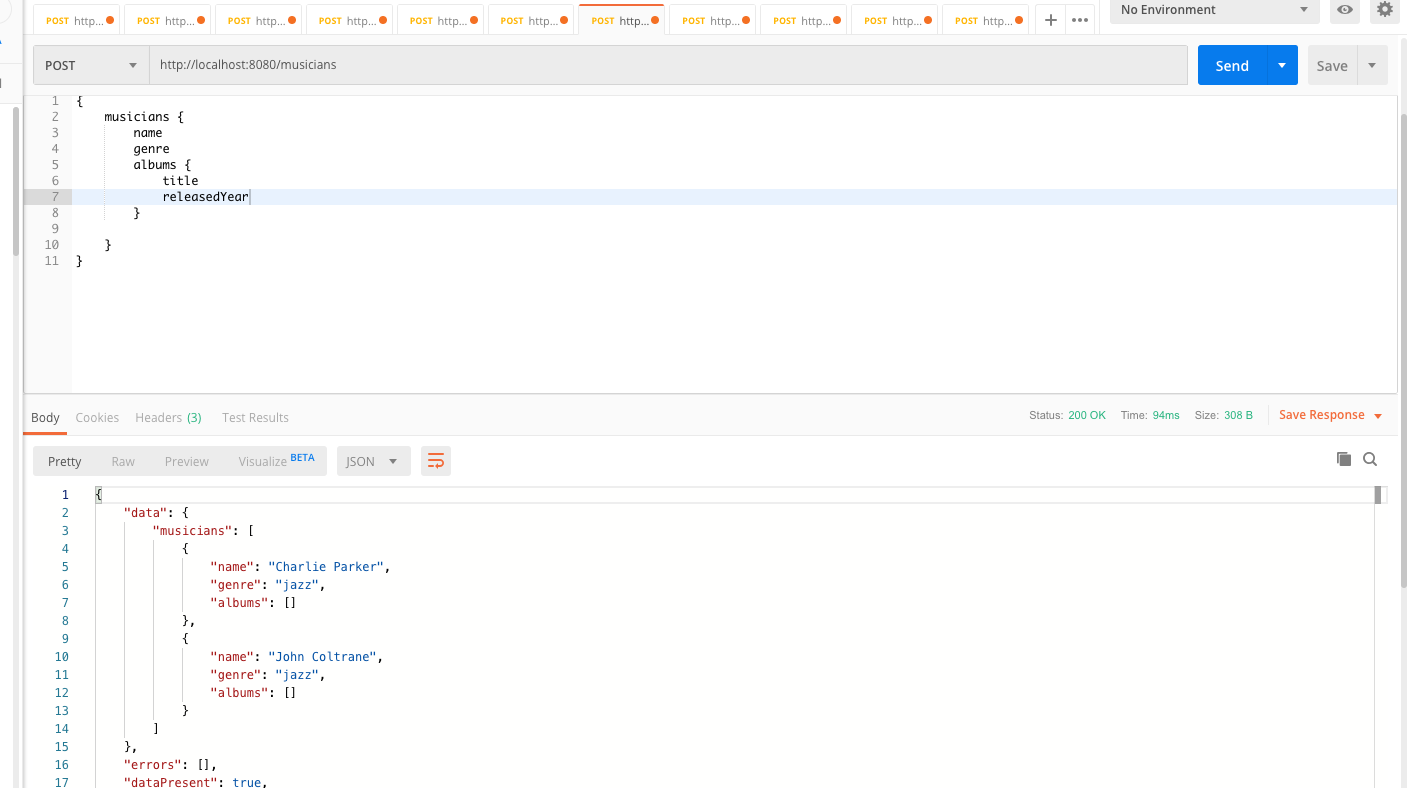 POST http... POST http... POST http... POST http... POST http... POST http... POST http... POST http... POST http... POST http... POST http... + ••• No Environment
POST http://localhost:8080/musicians Send Save
1 {
2 musicians {
3 name
4 genre
5 albums {
6 title
7 releasedYear
8 }
9
10 }
11 }
Body Cookies Headers (3) Test Results Status: 200 OK Time: 94ms Size: 308 B Save Response
Pretty Raw Preview Visualize BETA JSON
1 {
2 "data": {
3 "musicians": [
4 {
5 "name": "Charlie Parker",
6 "genre": "jazz",
7 "albums": []
8 },
9 {
10 "name": "John Coltrane",
11 "genre": "jazz",
12 "albums": []
13 }
14 ]
15 },
16 "errors": [],
17 "dataPresent": true,